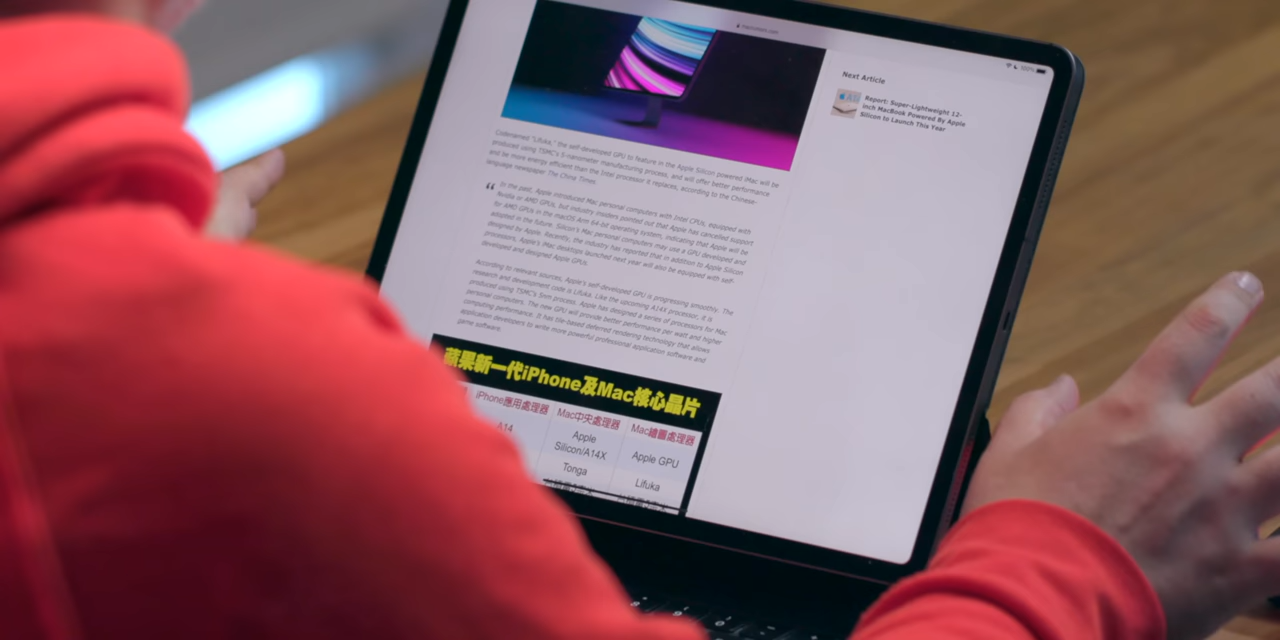 macrumors.com
100%
Next Article
Report: Super-Lightweight 12-
inch MacBook Powered By Apple
Silicon to Launch This Year
Codenamed "Lifuka," the self-developed GPU to feature in the Apple Silicon powered iMac will be
produced using TSMC's 5-nanometer manufacturing process, and will offer better performance
and be more energy efficient than the Intel processor it replaces, according to the Chinese-
language newspaper The China Times.
“ In the past, Apple introduced Mac personal computers with Intel CPUs, equipped with
Nvidia or AMD GPUs, but industry insiders pointed out that Apple has cancelled support
for AMD GPUs in the macOS Arm 64-bit operating system, indicating that Apple will be
adopted in the future. Silicon's Mac personal computers may use a GPU developed and
designed by Apple. Recently, the industry has reported that in addition to Apple Silicon
processors, Apple's Mac desktops launched next year will also be equipped with self-
developed and designed Apple GPUs.
According to relevant sources, Apple's self-developed GPU is progressing smoothly. The
research and development code is Lifuka. Like the upcoming A14X processor, it is
produced using TSMC's 5nm process. Apple has designed a series of processors for Mac
personal computers. The new GPU will provide better performance per watt and higher
computing performance. It has tile-based deferred rendering technology that allows
application developers to write more powerful professional application software and
game software.
蘋果新一代iPhone及Mac核心晶片
iPhone應用處理器 Mac中央處理器 Mac繪圖處理器
A14 Apple Silicon/A14X Apple GPU
Tonga Lifuka